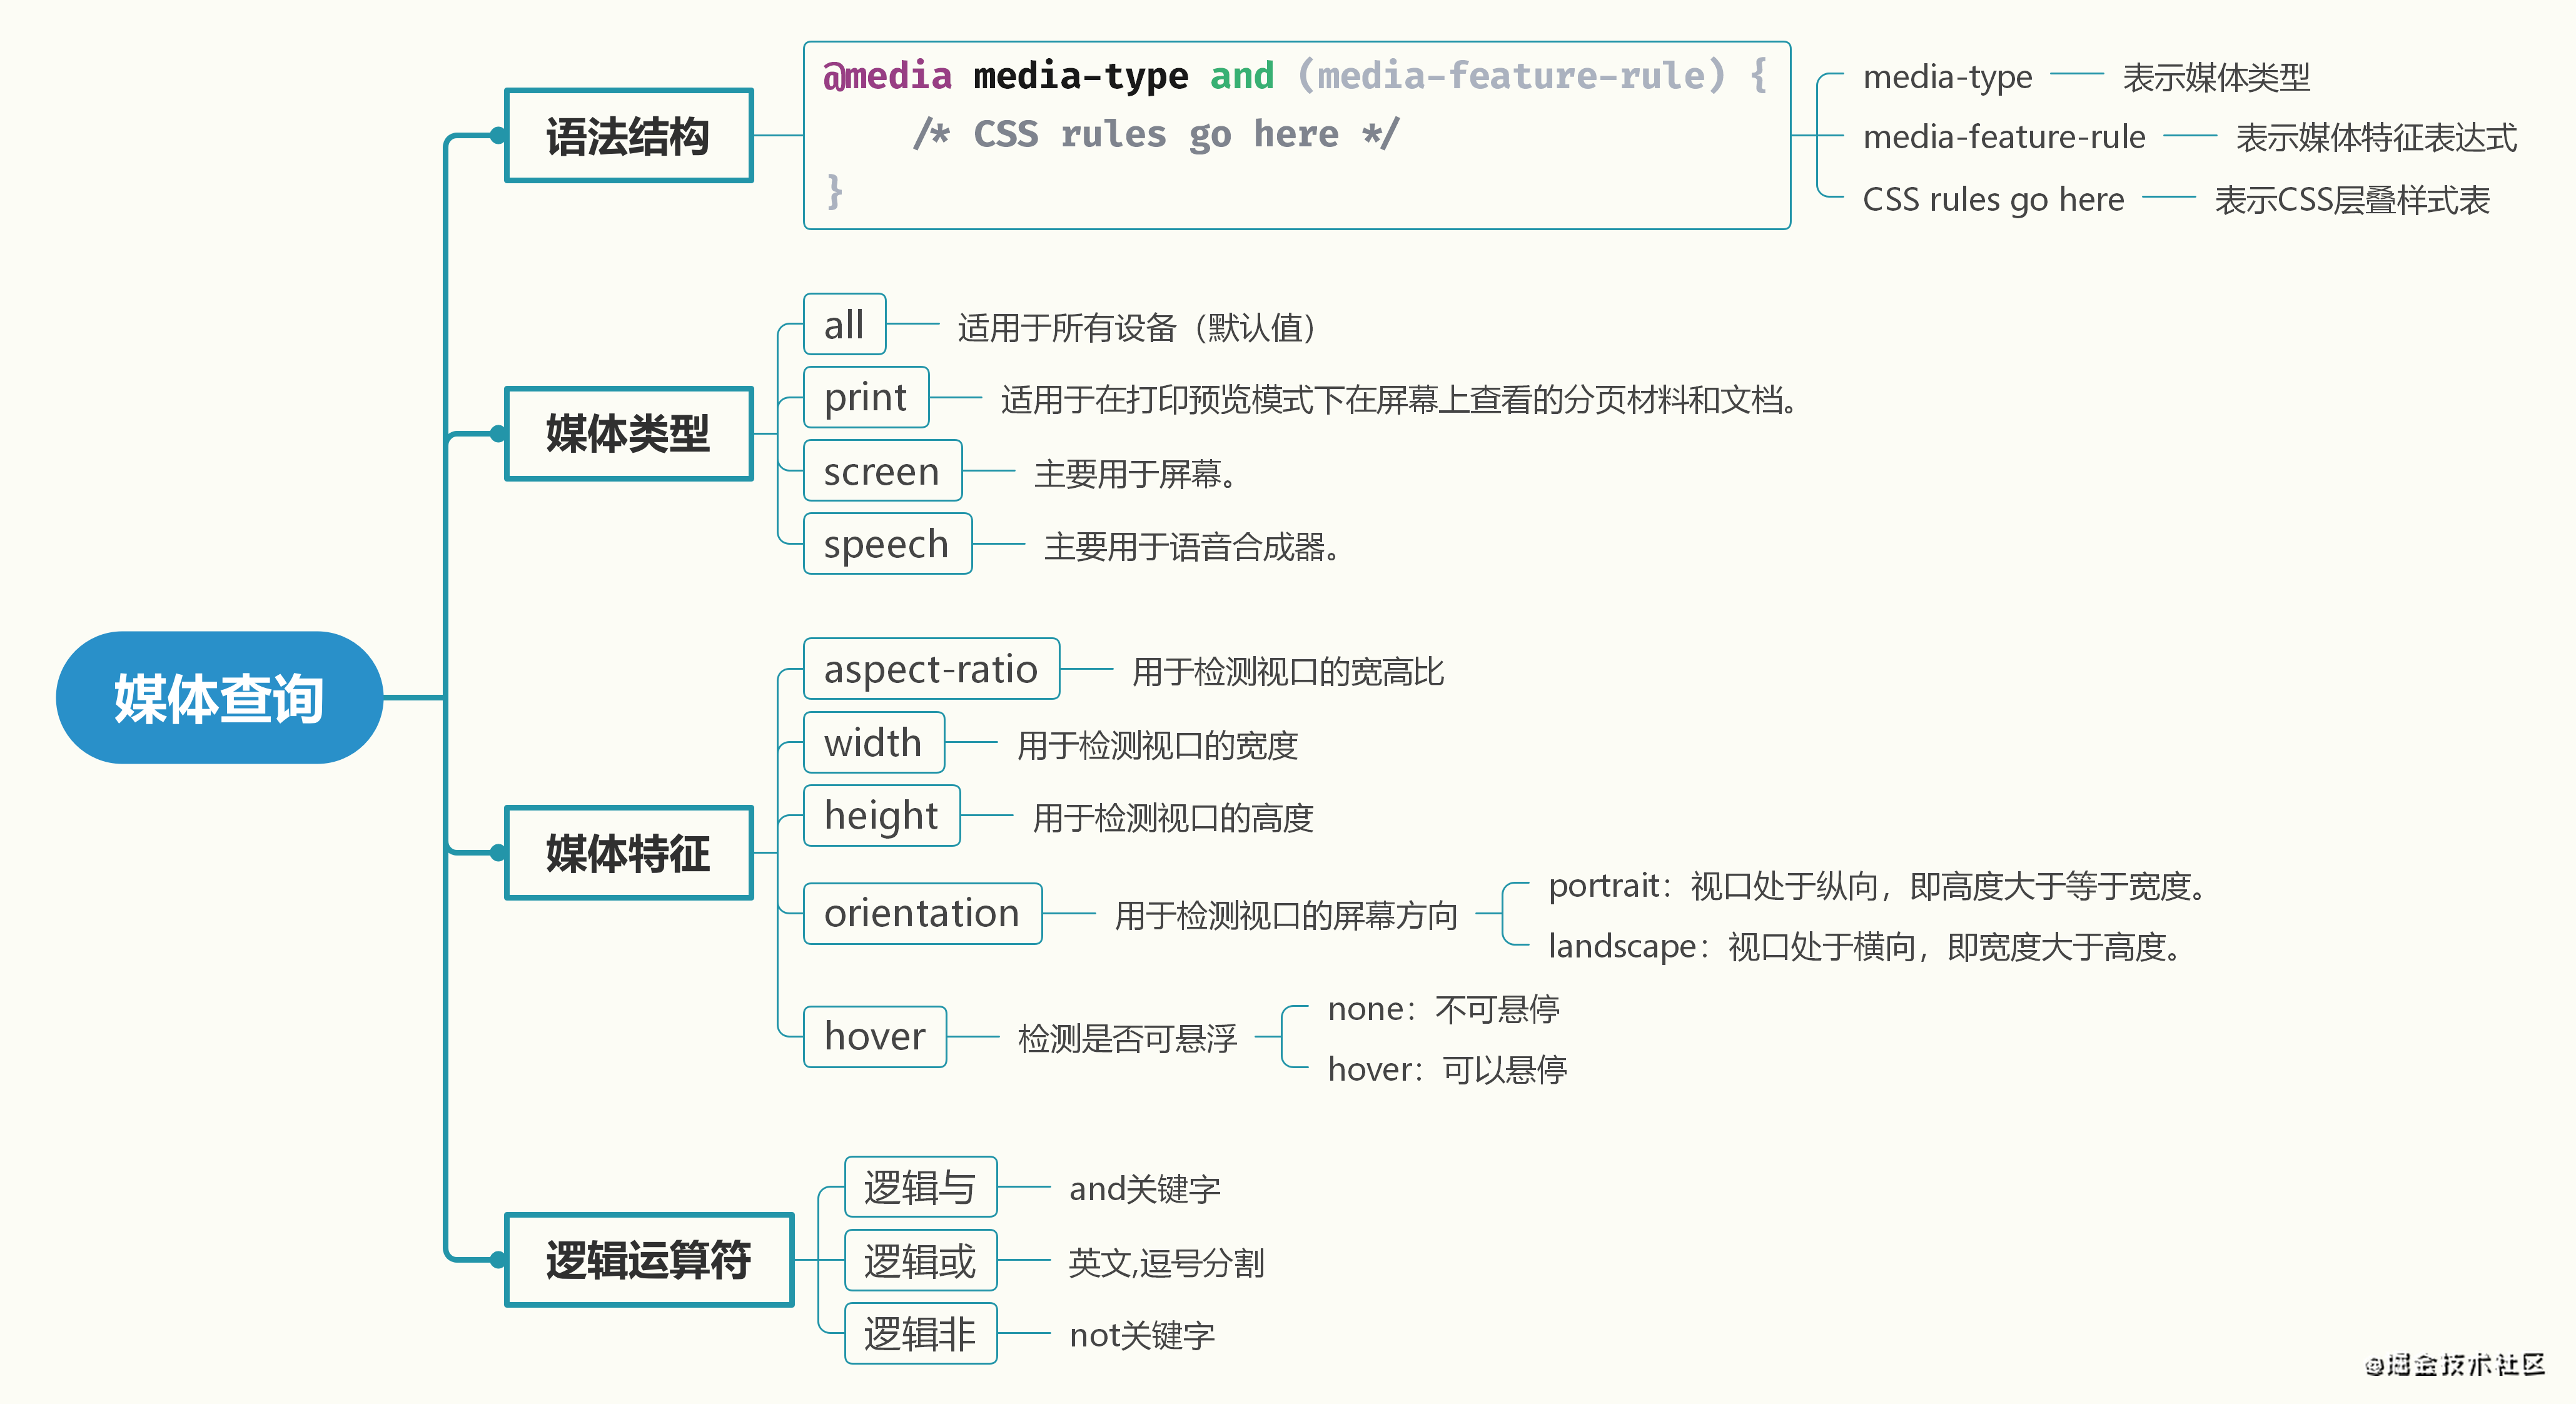 媒体查询
语法结构
@media media-type and (media-feature-rule) {
/* CSS rules go here */
}
media-type
表示媒体类型
media-feature-rule
表示媒体特征表达式
CSS rules go here
表示CSS层叠样式表
媒体类型
all
适用于所有设备（默认值）
print
适用于在打印预览模式下在屏幕上查看的分页材料和文档。
screen
主要用于屏幕。
speech
主要用于语音合成器。
媒体特征
aspect-ratio
用于检测视口的宽高比
width
用于检测视口的宽度
height
用于检测视口的高度
orientation
用于检测视口的屏幕方向
portrait：视口处于纵向，即高度大于等于宽度。
landscape：视口处于横向，即宽度大于高度。
hover
检测是否可悬浮
none：不可悬停
hover：可以悬停
逻辑运算符
逻辑与
and关键字
逻辑或
英文,逗号分割
逻辑非
not关键字
@掘金技术社区